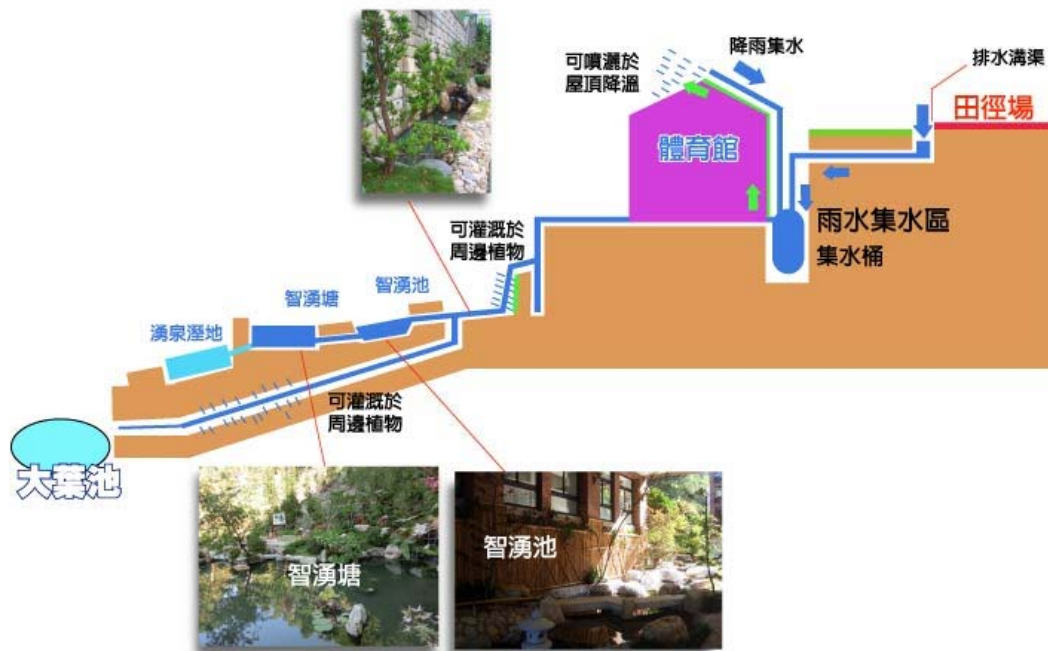 降雨集水
可噴灑於
屋頂降溫
排水溝渠
田徑場
體育館
雨水集水區
集水桶
可灌溉於
周邊植物
智湧池
智湧塘
湧泉溼地
可灌溉於
周邊植物
大葉池
智湧塘
智湧池